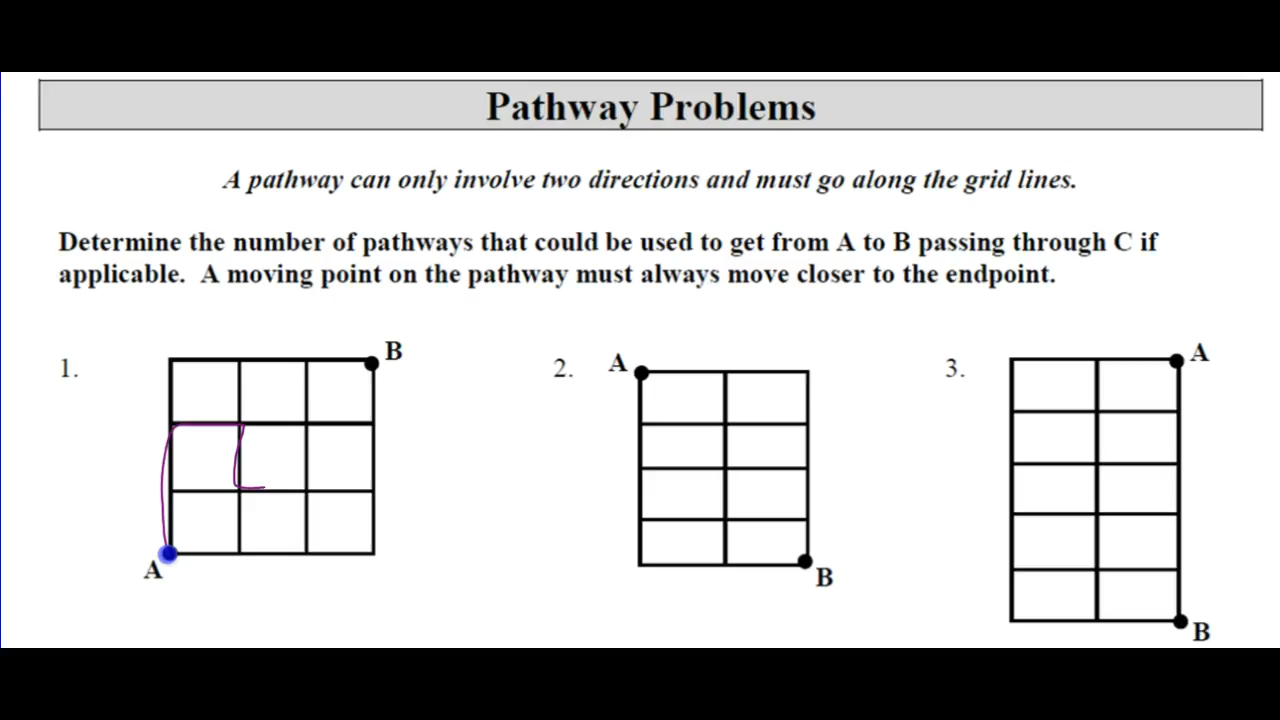 Pathway Problems
A pathway can only involve two directions and must go along the grid lines.
Determine the number of pathways that could be used to get from A to B passing through C if
applicable. A moving point on the pathway must always move closer to the endpoint.
1.
B
A
2.
A
B
3.
A
B